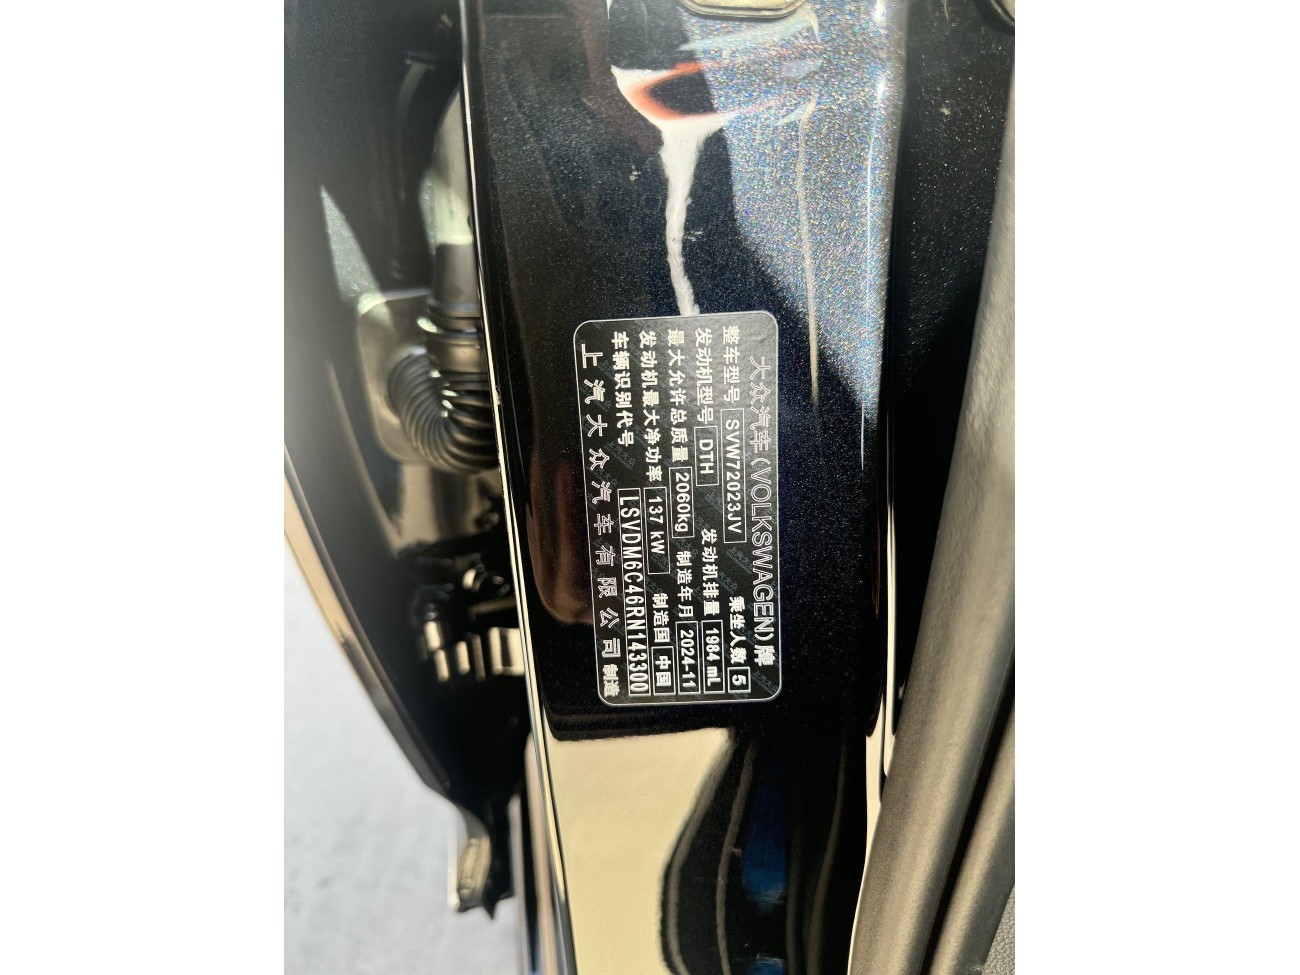 大众汽车(VOLKSWAGEN)牌
整车型号 SVW72023JV 乘坐人数 5
发动机型号 DTH 发动机排量 1984 mL
最大允许总质量 2060kg 制造年月 2024-11
发动机最大净功率 137 kW 制造国 中国
车辆识别代号 LSVDM6C46RN143300
上汽大众汽车有限公司 制造